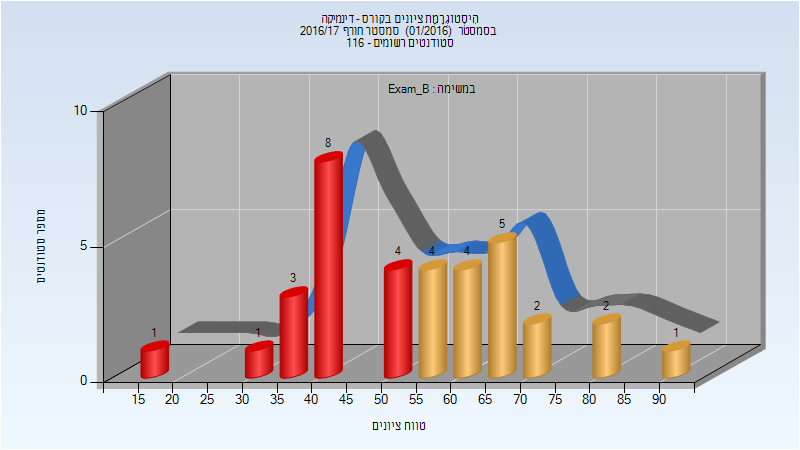 היסטוגרמת ציונים בקורס - דינמיקה
בסמסטר (01/2016) סמסטר חורף 2016/17
סטודנטים רשומים - 116
במשימה : Exam_B
10
5
0
מספר סטודנטים
1
1
3
8
4
4
4
5
2
2
1
15 20 25 30 35 40 45 50 55 60 65 70 75 80 85 90
טווח ציונים